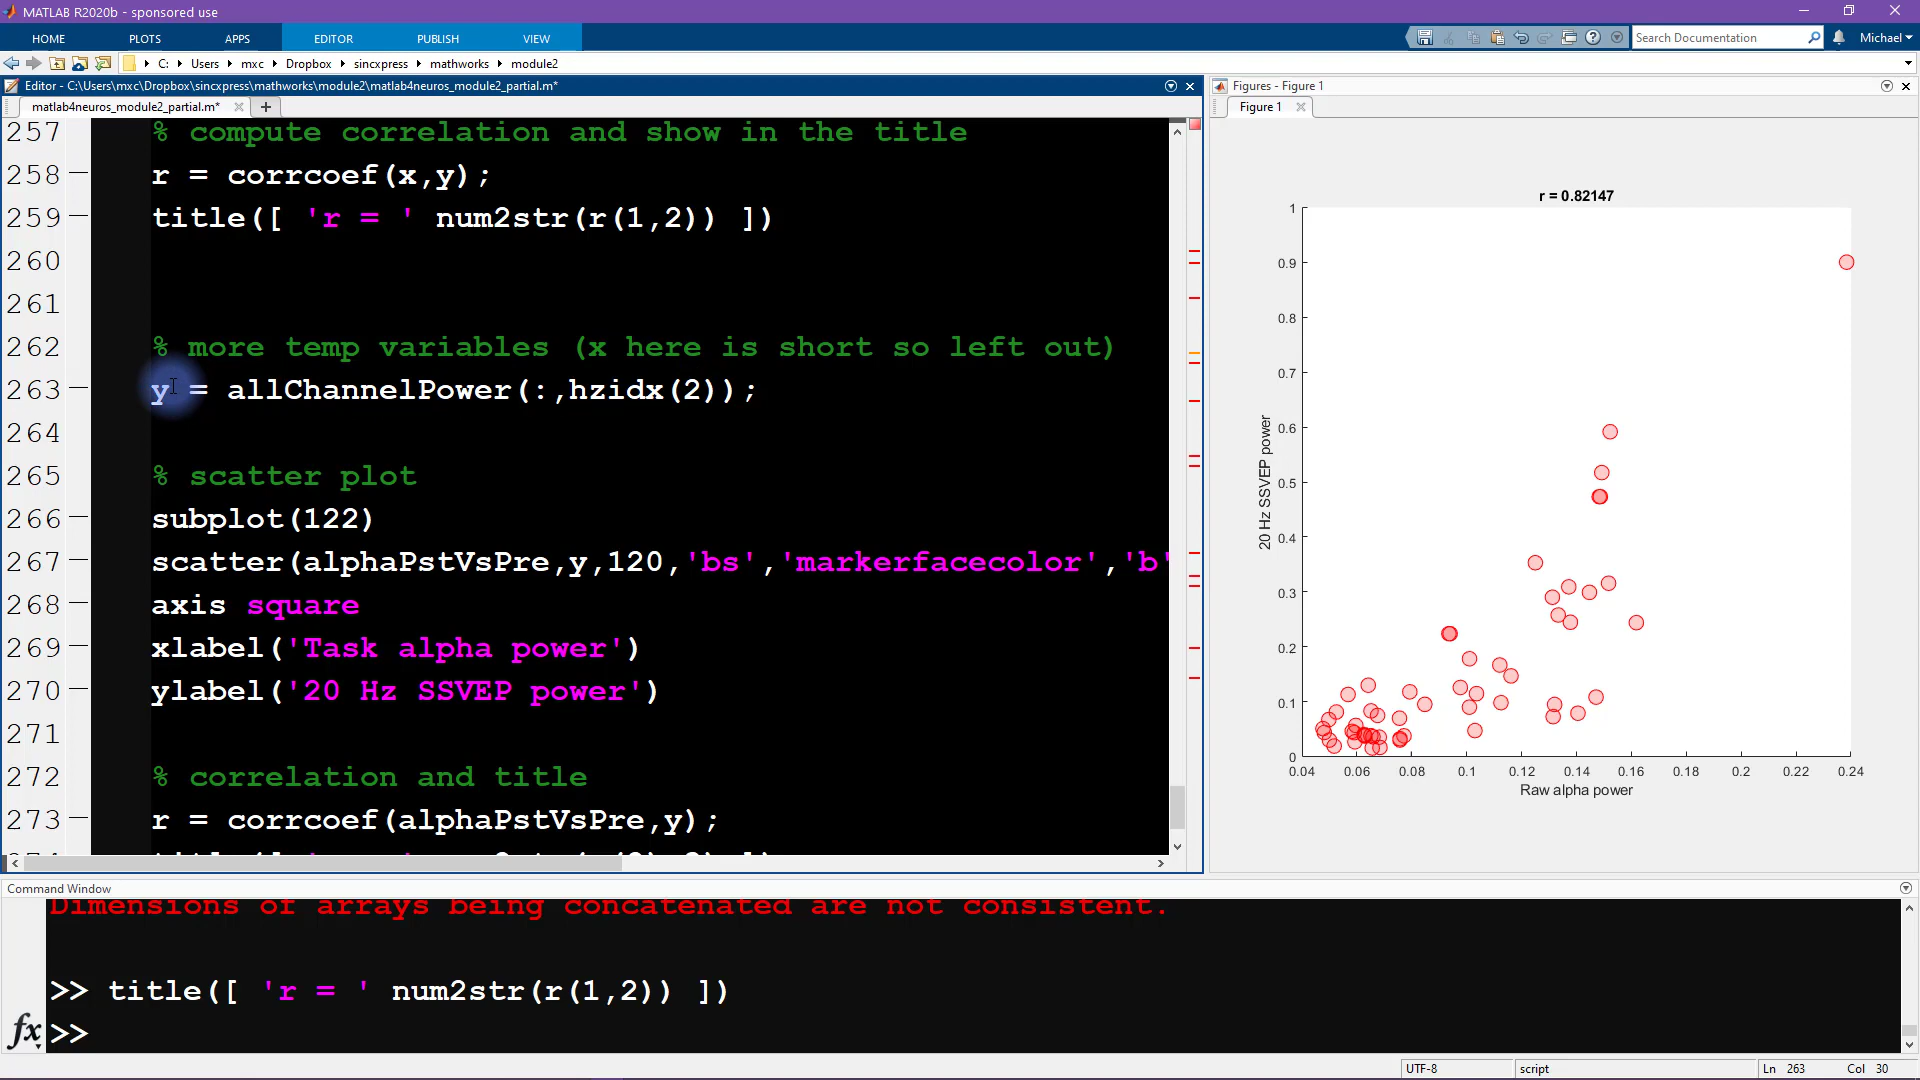 MATLAB R2020b - sponsored use
HOME PLOTS APPS EDITOR PUBLISH VIEW
Search Documentation
Michael
C: Users mxc Dropbox sincxpress mathworks module2
Editor - C:\Users\mxc\Dropbox\sincxpress\mathworks\module2\matlab4neuros_module2_partial.m*
matlab4neuros_module2_partial.m*
257 % compute correlation and show in the title
258 r = corrcoef(x,y);
259 title([ 'r = ' num2str(r(1,2)) ])
260
261
262 % more temp variables (x here is short so left out)
263 y = allChannelPower(:,hzidx(2));
264
265 % scatter plot
266 subplot(122)
267 scatter(alphaPstVsPre,y,120,'bs','markerfacecolor','b'
268 axis square
269 xlabel('Task alpha power')
270 ylabel('20 Hz SSVEP power')
271
272 % correlation and title
273 r = corrcoef(alphaPstVsPre,y);
Figures - Figure 1
Figure 1
r = 0.82147
1
0.9
0.8
0.7
0.6
0.5
0.4
0.3
0.2
0.1
0
20 Hz SSVEP power
0.04 0.06 0.08 0.1 0.12 0.14 0.16 0.18 0.2 0.22 0.24
Raw alpha power
Command Window
Dimensions of arrays being concatenated are not consistent.
>> title([ 'r = ' num2str(r(1,2)) ])
fx >>
UTF-8 script Ln 263 Col 30